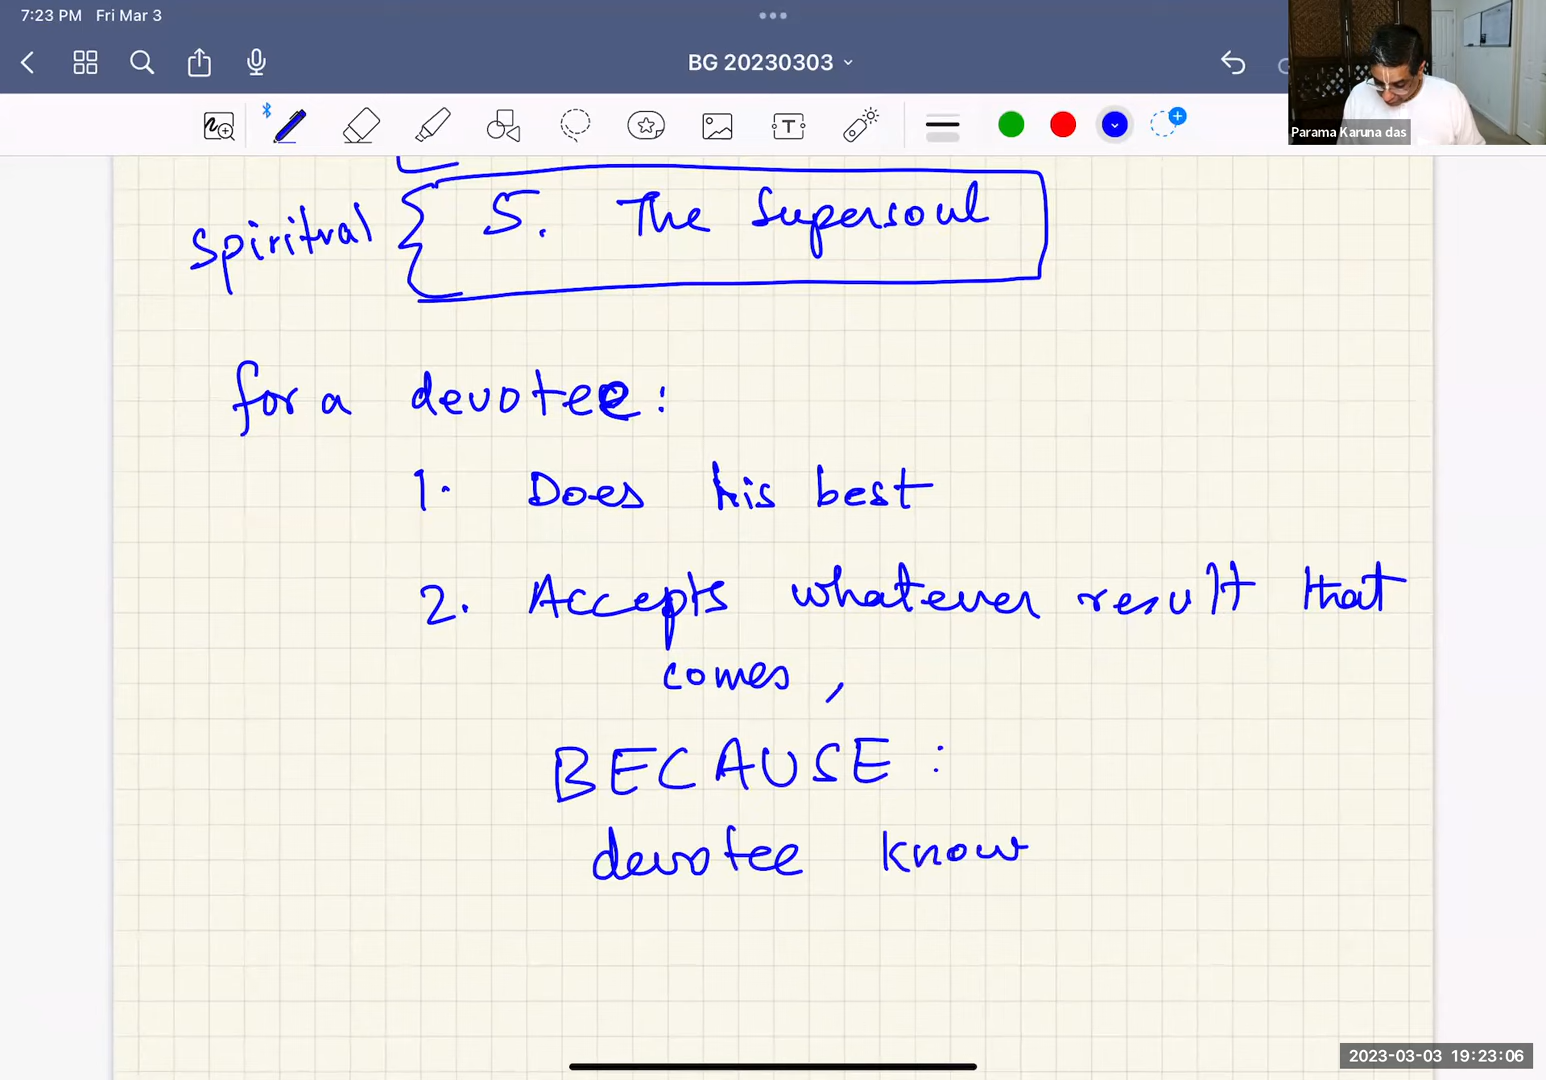 7:23 PM Fri Mar 3
BG 20230303
Parama Karuna das
spiritual 5. The Supersoul
for a devotee:
1. Does his best
2. Accepts whatever result that
comes,
BECAUSE:
devotee know
2023-03-03 19:23:06